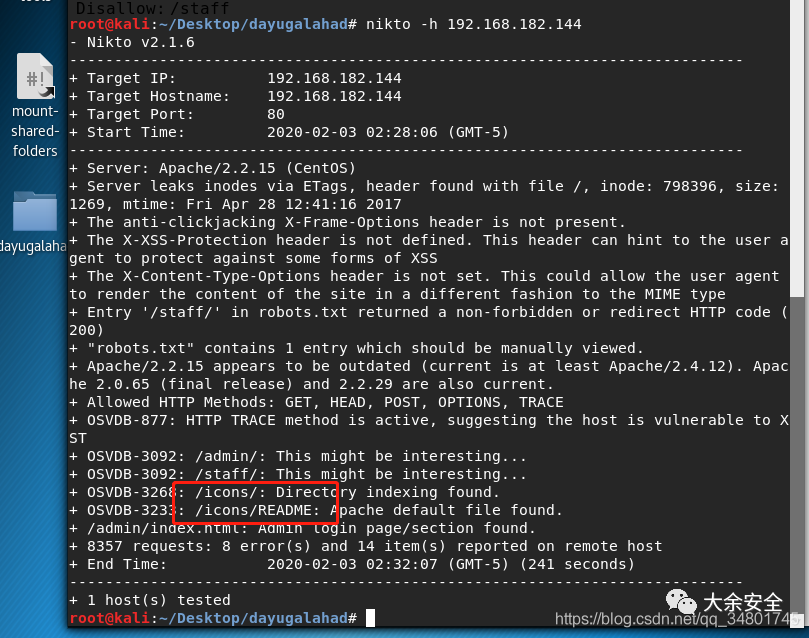 tools
Disallow: /staff
mount-
shared-
folders
dayugalaha
root@kali:~/Desktop/dayugalahad# nikto -h 192.168.182.144
- Nikto v2.1.6
---------------------------------------------------------------------------
+ Target IP:          192.168.182.144
+ Target Hostname:    192.168.182.144
+ Target Port:        80
+ Start Time:         2020-02-03 02:28:06 (GMT-5)
---------------------------------------------------------------------------
+ Server: Apache/2.2.15 (CentOS)
+ Server leaks inodes via ETags, header found with file /, inode: 798396, size:
1269, mtime: Fri Apr 28 12:41:16 2017
+ The anti-clickjacking X-Frame-Options header is not present.
+ The X-XSS-Protection header is not defined. This header can hint to the user a
gent to protect against some forms of XSS
+ The X-Content-Type-Options header is not set. This could allow the user agent
to render the content of the site in a different fashion to the MIME type
+ Entry '/staff/' in robots.txt returned a non-forbidden or redirect HTTP code (
200)
+ "robots.txt" contains 1 entry which should be manually viewed.
+ Apache/2.2.15 appears to be outdated (current is at least Apache/2.4.12). Apac
he 2.0.65 (final release) and 2.2.29 are also current.
+ Allowed HTTP Methods: GET, HEAD, POST, OPTIONS, TRACE
+ OSVDB-877: HTTP TRACE method is active, suggesting the host is vulnerable to X
ST
+ OSVDB-3092: /admin/: This might be interesting...
+ OSVDB-3092: /staff/: This might be interesting...
+ OSVDB-3268: /icons/: Directory indexing found.
+ OSVDB-3233: /icons/README: Apache default file found.
+ /admin/index.html: Admin login page/section found.
+ 8357 requests: 8 error(s) and 14 item(s) reported on remote host
+ End Time:           2020-02-03 02:32:07 (GMT-5) (241 seconds)
---------------------------------------------------------------------------
+ 1 host(s) tested
root@kali:~/Desktop/dayugalahad#
大余安全
https://blog.csdn.net/qq_34801745